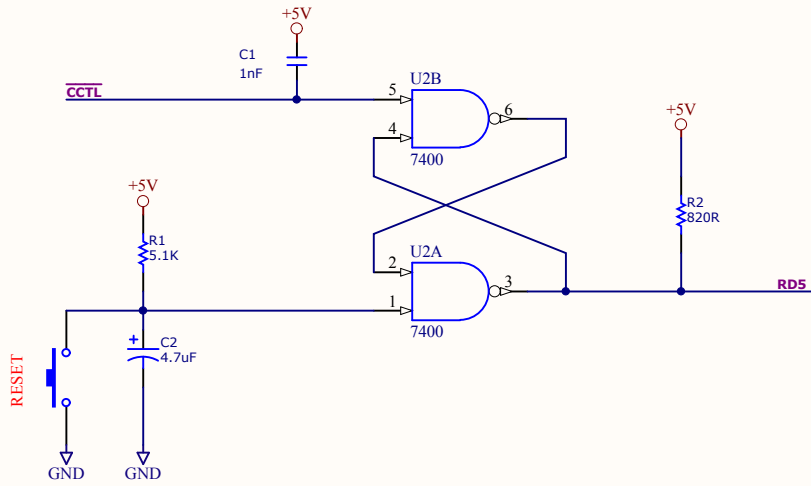 +5V
C1
1nF
CCTL
5
4
U2B
7400
6
+5V
R2
820R
+5V
R1
5.1K
2
1
U2A
7400
3
RD5
RESET
+
C2
4.7uF
GND
GND